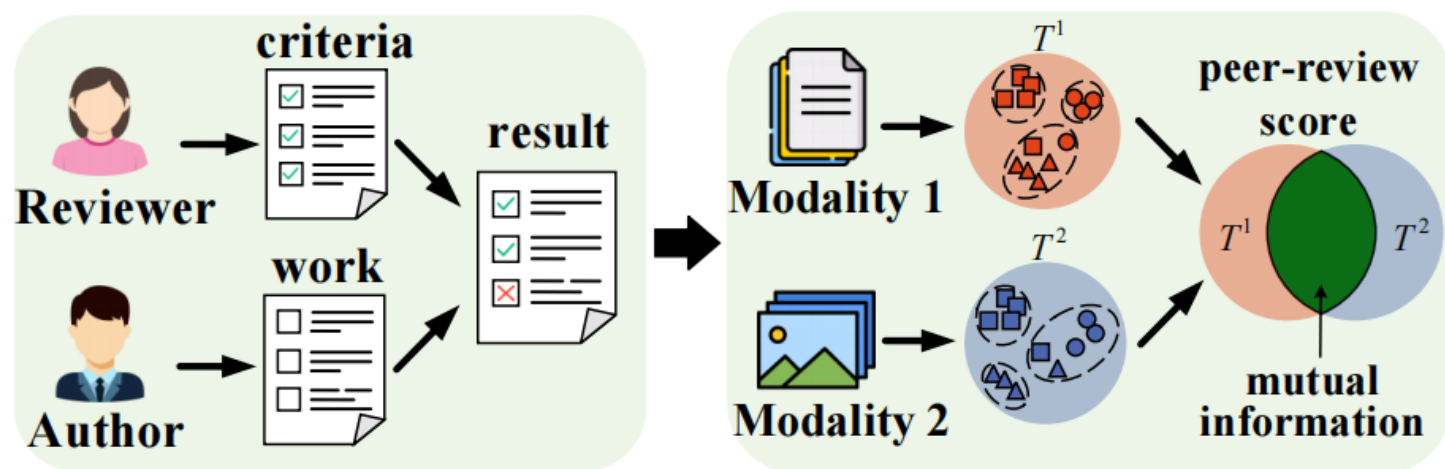 criteria
Reviewer
result
work
Author
T¹
Modality 1
peer-review
score
T¹
T²
T²
Modality 2
mutual
information